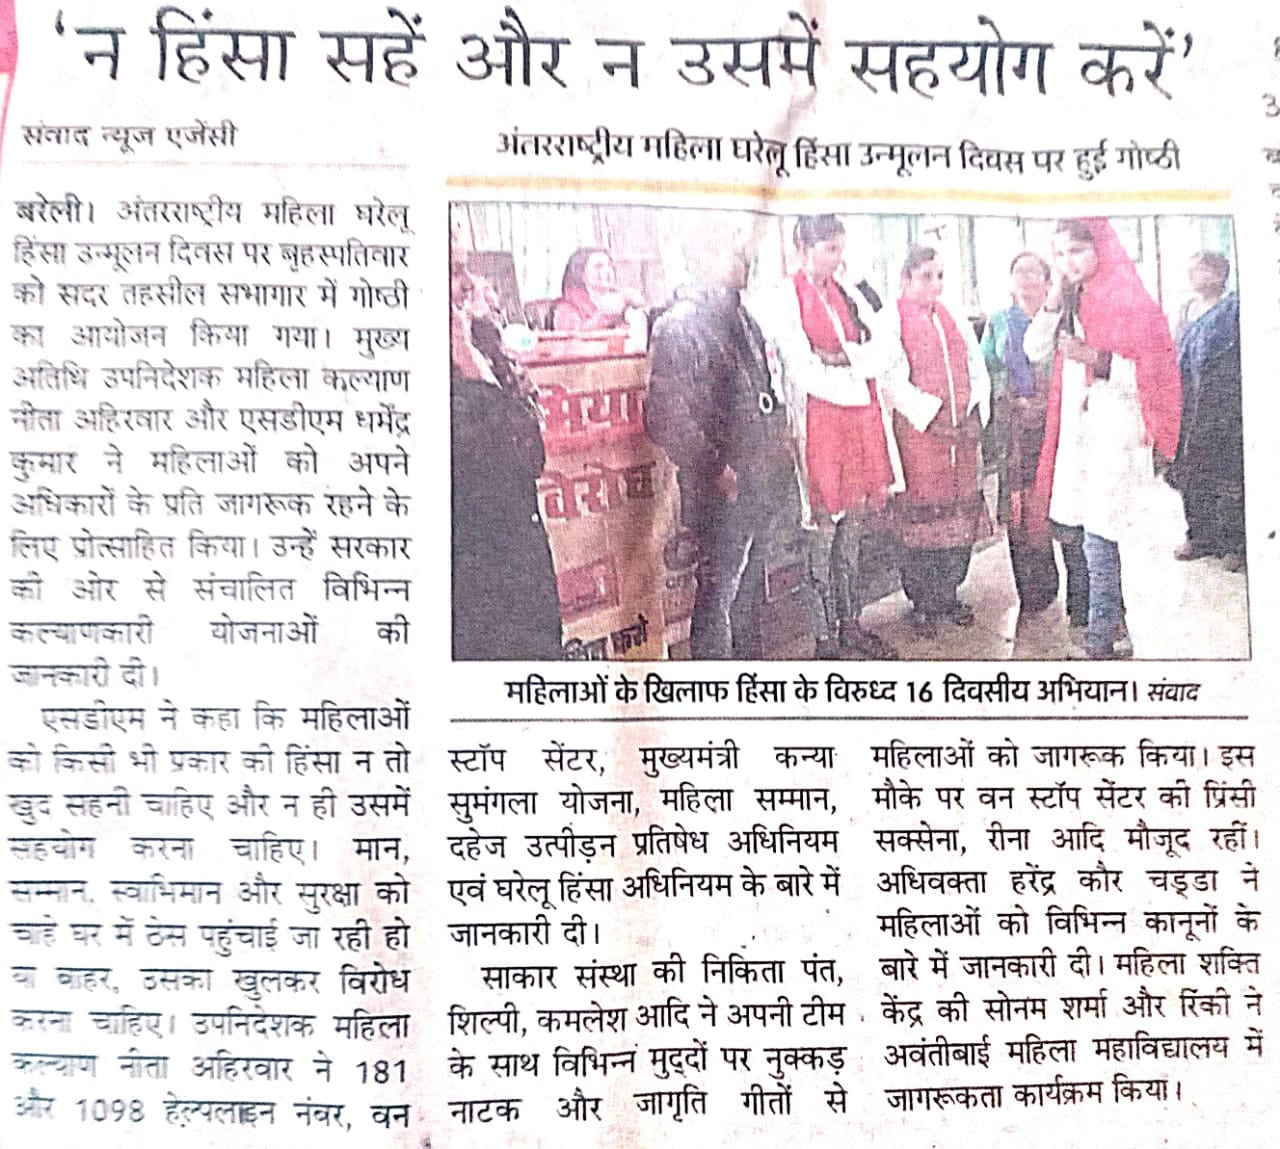 ‘न हिंसा सहें और न उसमें सहयोग करें’
संवाद न्यूज एजेंसी
अंतरराष्ट्रीय महिला घरेलू हिंसा उन्मूलन दिवस पर हुई गोष्ठी
बरेली। अंतरराष्ट्रीय महिला घरेलू
हिंसा उन्मूलन दिवस पर बृहस्पतिवार
को सदर तहसील सभागार में गोष्ठी
का आयोजन किया गया। मुख्य
अतिथि उपनिदेशक महिला कल्याण
नीता अहिरवार और एसडीएम धर्मेंद्र
कुमार ने महिलाओं को अपने
अधिकारों के प्रति जागरूक रहने के
लिए प्रोत्साहित किया। उन्हें सरकार
की ओर से संचालित विभिन्न
कल्याणकारी योजनाओं की
जानकारी दी।
एसडीएम ने कहा कि महिलाओं
को किसी भी प्रकार की हिंसा न तो
खुद सहनी चाहिए और न ही उसमें
सहयोग करना चाहिए। मान,
सम्मान, स्वाभिमान और सुरक्षा को
चाहे घर में ठेस पहुंचाई जा रही हो
या बाहर, उसका खुलकर विरोध
करना चाहिए। उपनिदेशक महिला
कल्याण नीता अहिरवार ने 181
और 1098 हेल्पलाइन नंवर, वन
विरोध
महिलाओं के खिलाफ हिंसा के विरुध्द 16 दिवसीय अभियान। संवाद
स्टॉप सेंटर, मुख्यमंत्री कन्या
सुमंगला योजना, महिला सम्मान,
दहेज उत्पीड़न प्रतिषेध अधिनियम
एवं घरेलू हिंसा अधिनियम के बारे में
जानकारी दी।
साकार संस्था की निकिता पंत,
शिल्पी, कमलेश आदि ने अपनी टीम
के साथ विभिन्न मुद्दों पर नुक्कड़
नाटक और जागृति गीतों से
महिलाओं को जागरूक किया। इस
मौके पर वन स्टॉप सेंटर की प्रिंसी
सक्सेना, रीना आदि मौजूद रहीं।
अधिवक्ता हरेंद्र कौर चड्डा ने
महिलाओं को विभिन्न कानूनों के
बारे में जानकारी दी। महिला शक्ति
केंद्र की सोनम शर्मा और रिंकी ने
अवंतीबाई महिला महाविद्यालय में
जागरूकता कार्यक्रम किया।